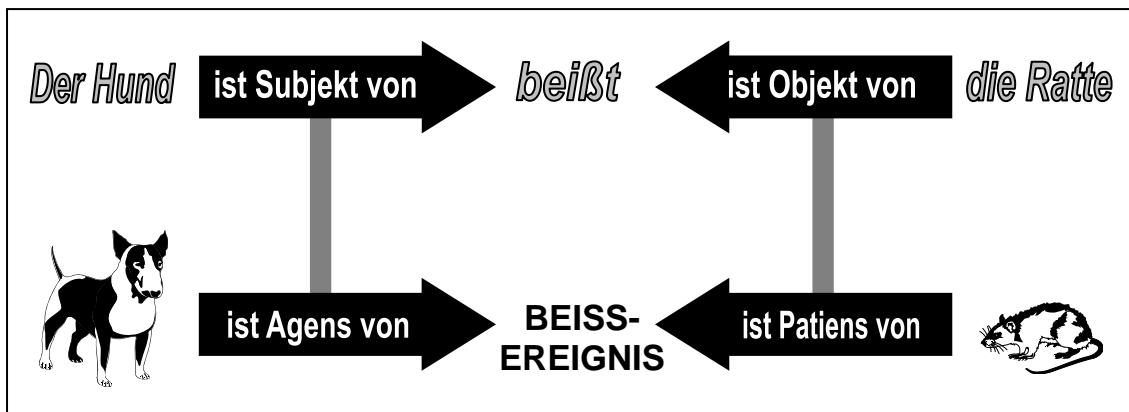 Der Hund ist Subjekt von beißt ist Objekt von die Ratte
ist Agens von BEISS- ist Patiens von
EREIGNIS